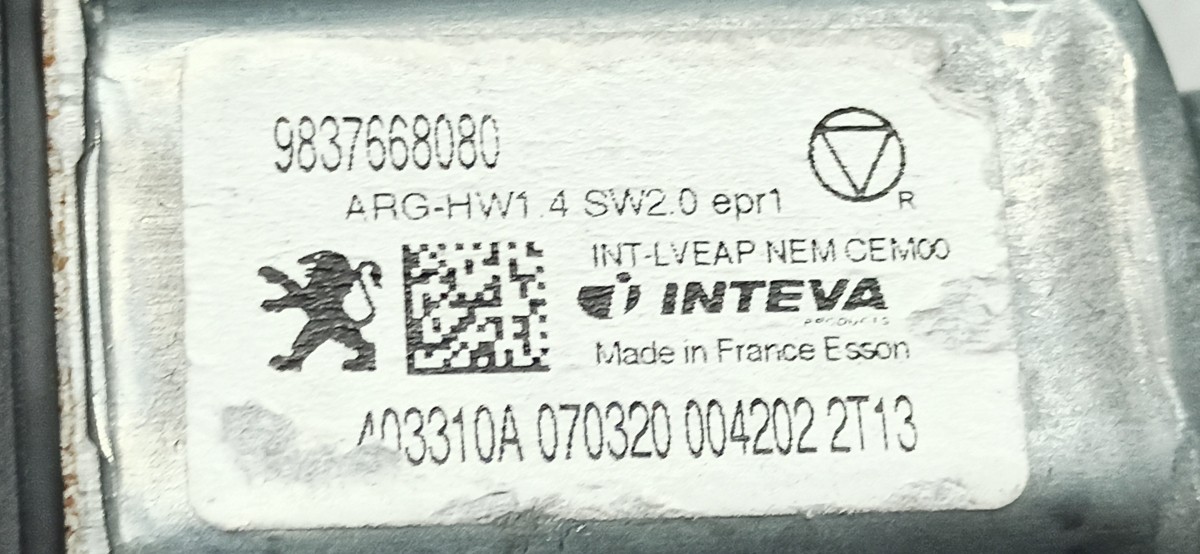 9837668080
ARG-HW1.4 SW2.0 epr1
R
INT-LVEAP NEM CEM00
INTEVA
PRODUCTS
Made in France Esson
070320 004202 2T13